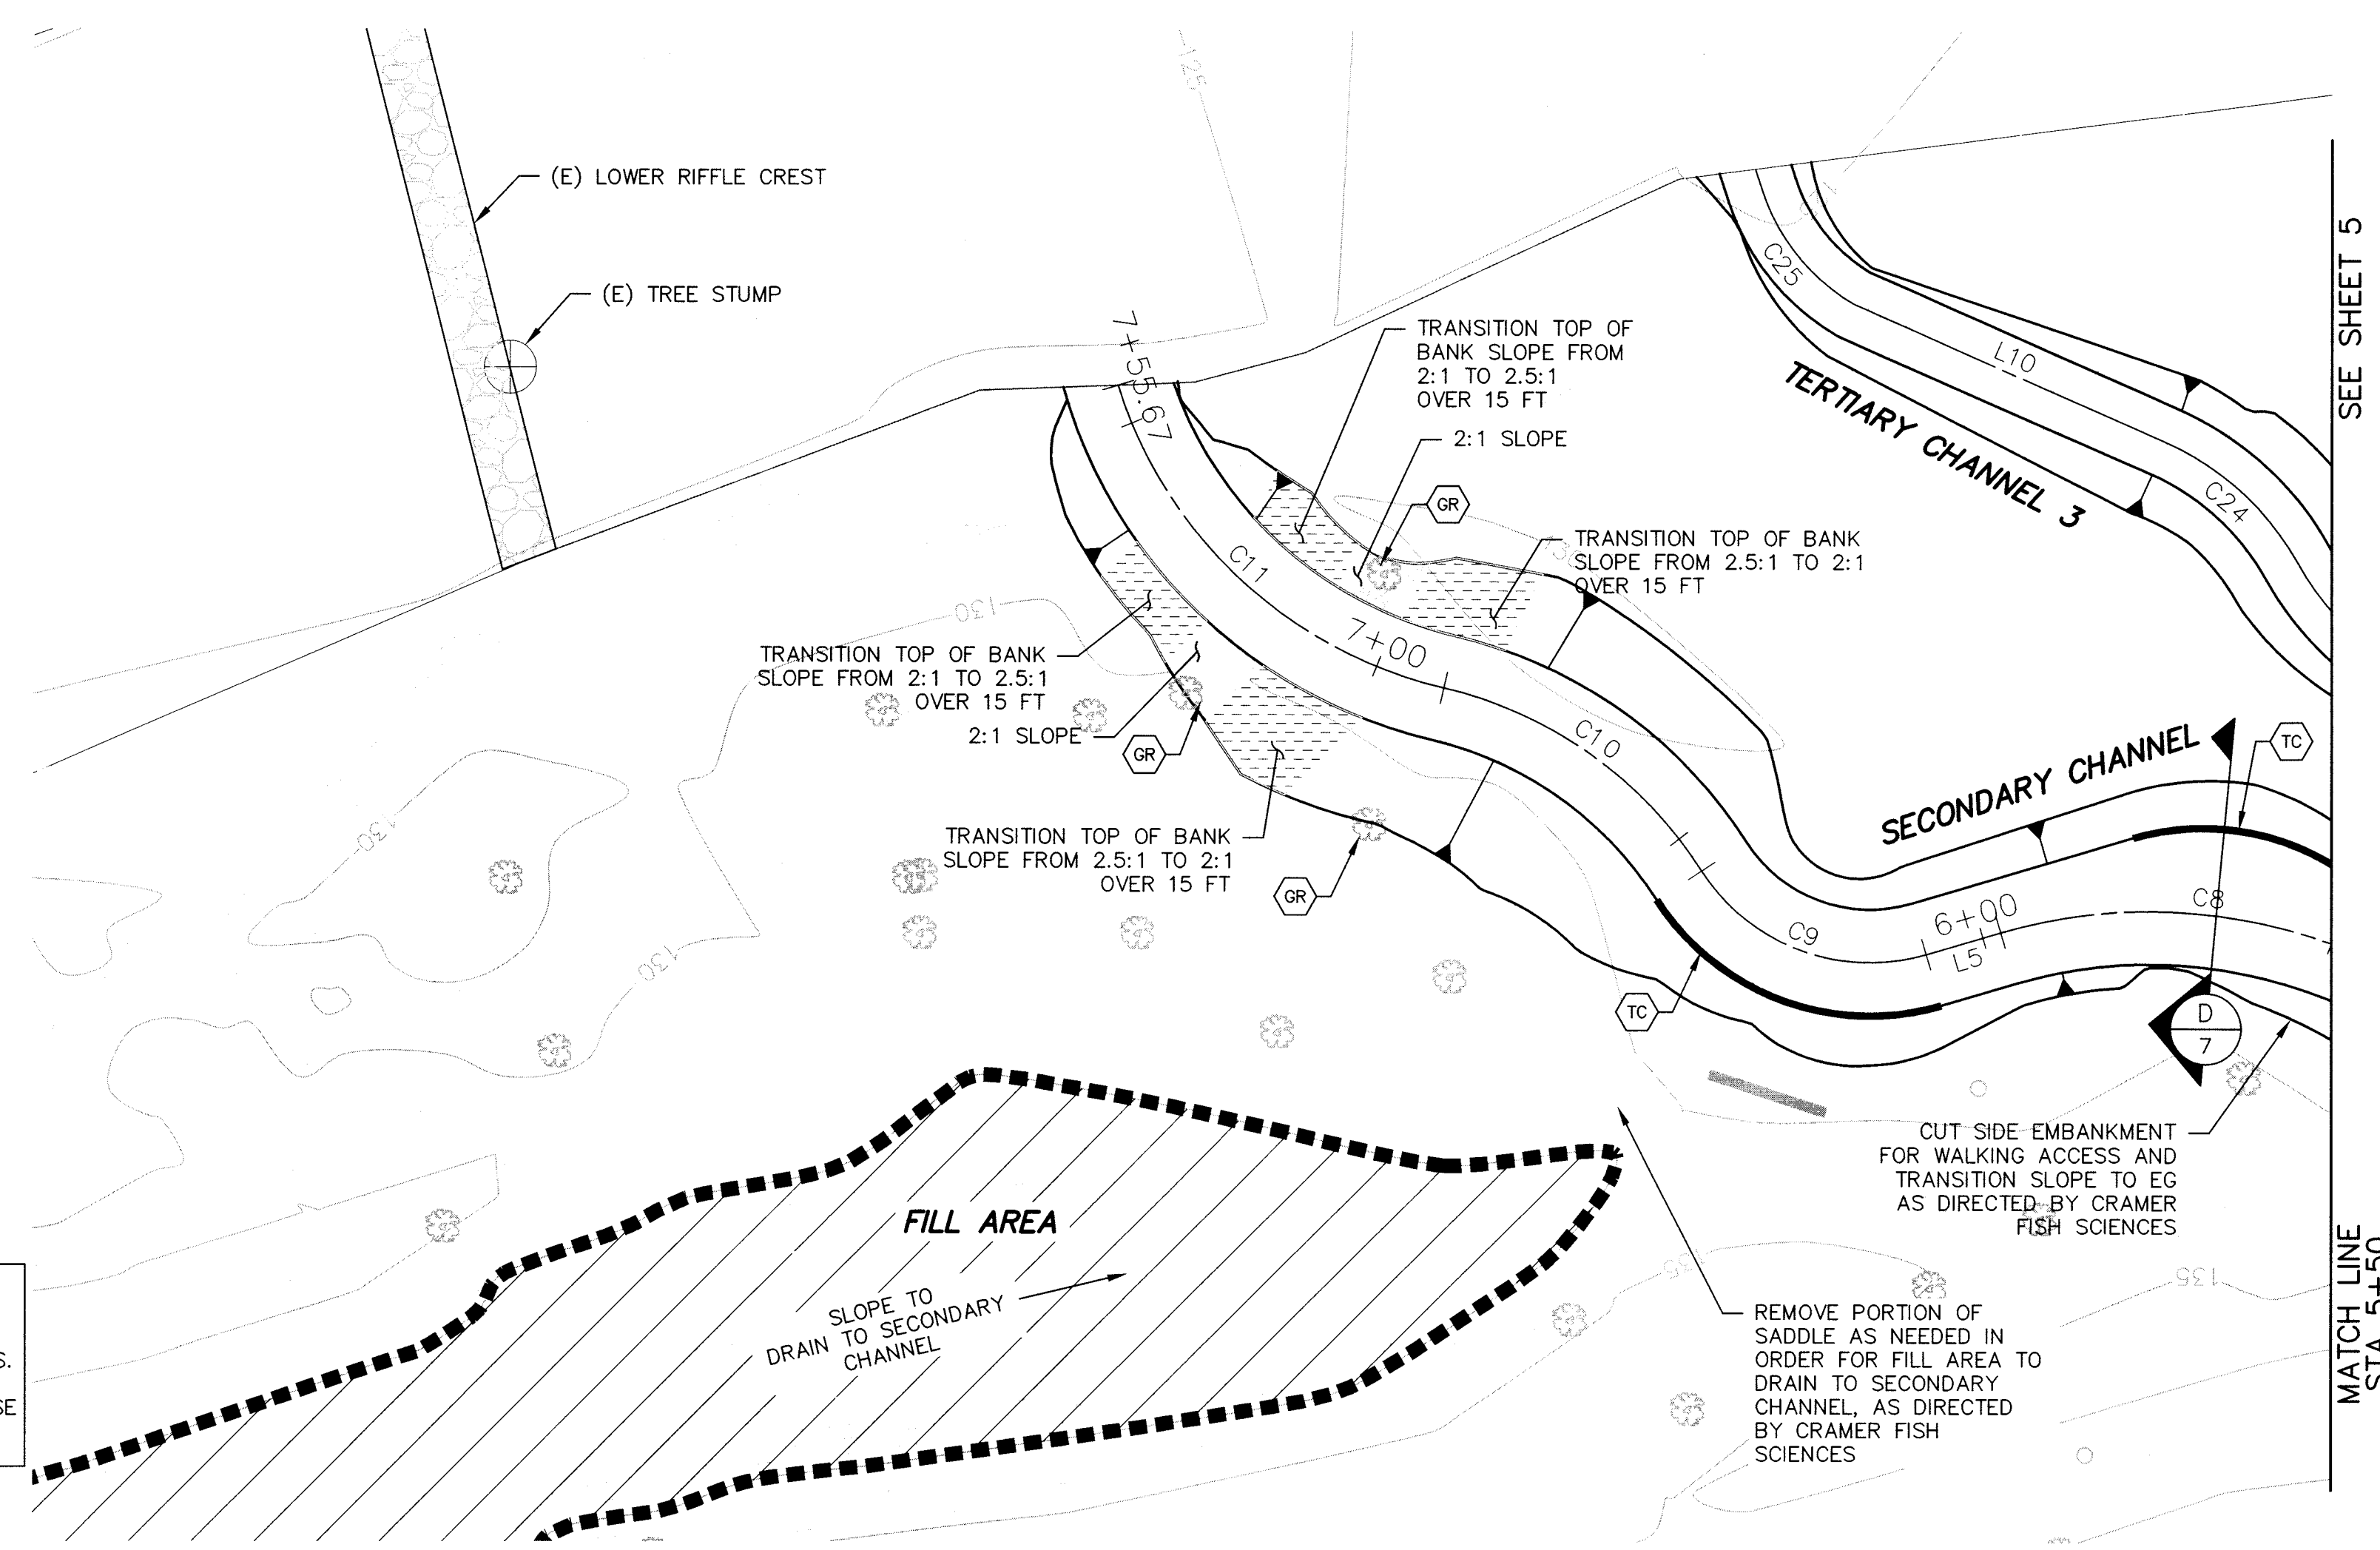 125
(E) LOWER RIFFLE CREST
(E) TREE STUMP
SEE SHEET 5
C25
L10
TERTIARY CHANNEL 3
C24
7+55.67
TRANSITION TOP OF
BANK SLOPE FROM
2:1 TO 2.5:1
OVER 15 FT
2:1 SLOPE
GR
TRANSITION TOP OF BANK
SLOPE FROM 2.5:1 TO 2:1
OVER 15 FT
130
C11
130
7+00
TRANSITION TOP OF BANK
SLOPE FROM 2:1 TO 2.5:1
OVER 15 FT
2:1 SLOPE
GR
C10
SECONDARY CHANNEL
TC
130
TRANSITION TOP OF BANK
SLOPE FROM 2.5:1 TO 2:1
OVER 15 FT
GR
C8
6+00
C9
L5
130
TC
D
7
CUT SIDE EMBANKMENT
FOR WALKING ACCESS AND
TRANSITION SLOPE TO EG
AS DIRECTED BY CRAMER
FISH SCIENCES
FILL AREA
SLOPE TO
DRAIN TO SECONDARY
CHANNEL
135
135
REMOVE PORTION OF
SADDLE AS NEEDED IN
ORDER FOR FILL AREA TO
DRAIN TO SECONDARY
CHANNEL, AS DIRECTED
BY CRAMER FISH
SCIENCES
MATCH LINE
STA 5+50
S.
SE